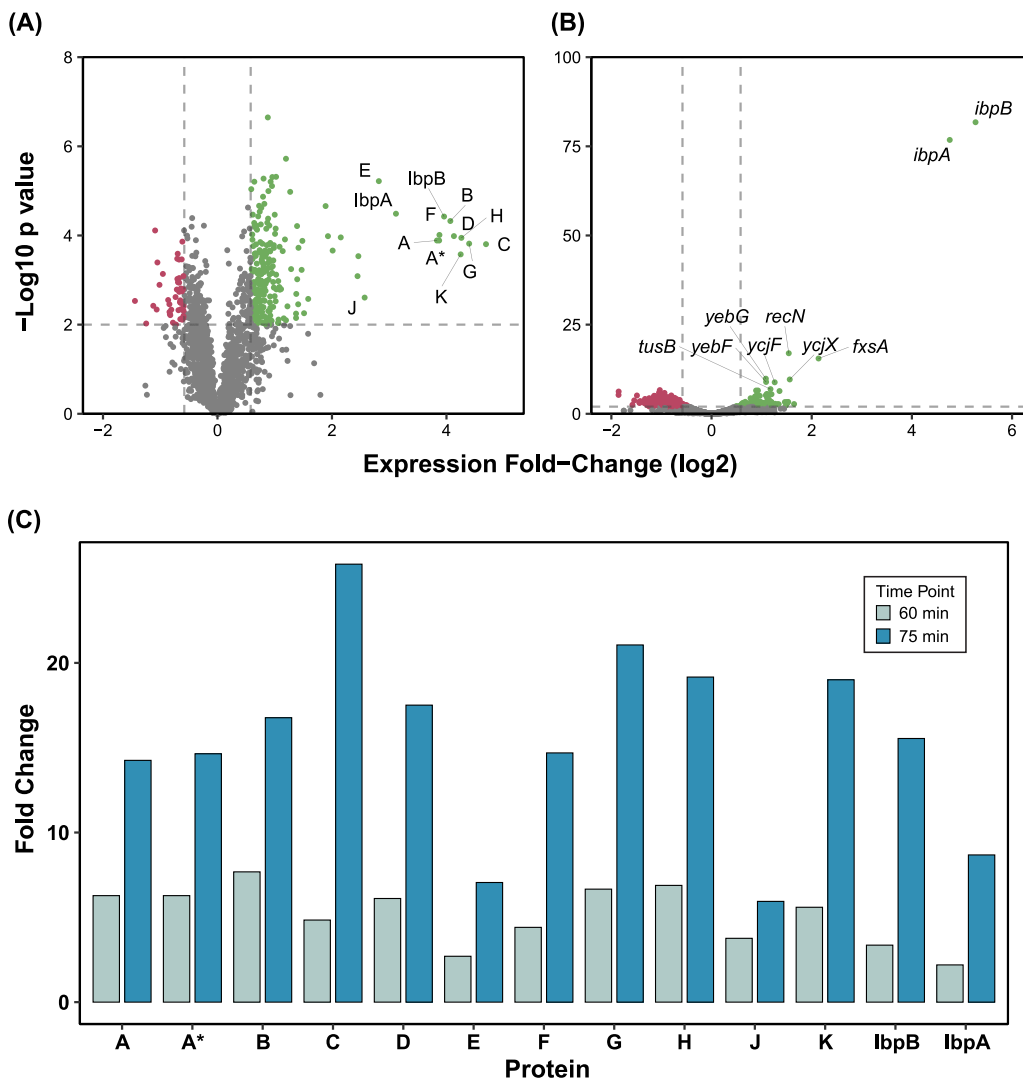 (A)
(B)
−Log10 p value
8
6
4
2
0
E
IbpB
IbpA
B
F
H
D
A
C
A*
G
K
J
−2
0
2
4
100
75
50
25
0
ibpB
ibpA
yebG recN
tusB yebF ycjF ycjX fxsA
−2
0
2
4
6
Expression Fold−Change (log2)
(C)
Fold Change
20
10
0
Time Point
60 min
75 min
A A* B C D E F G H J K IbpB IbpA
Protein